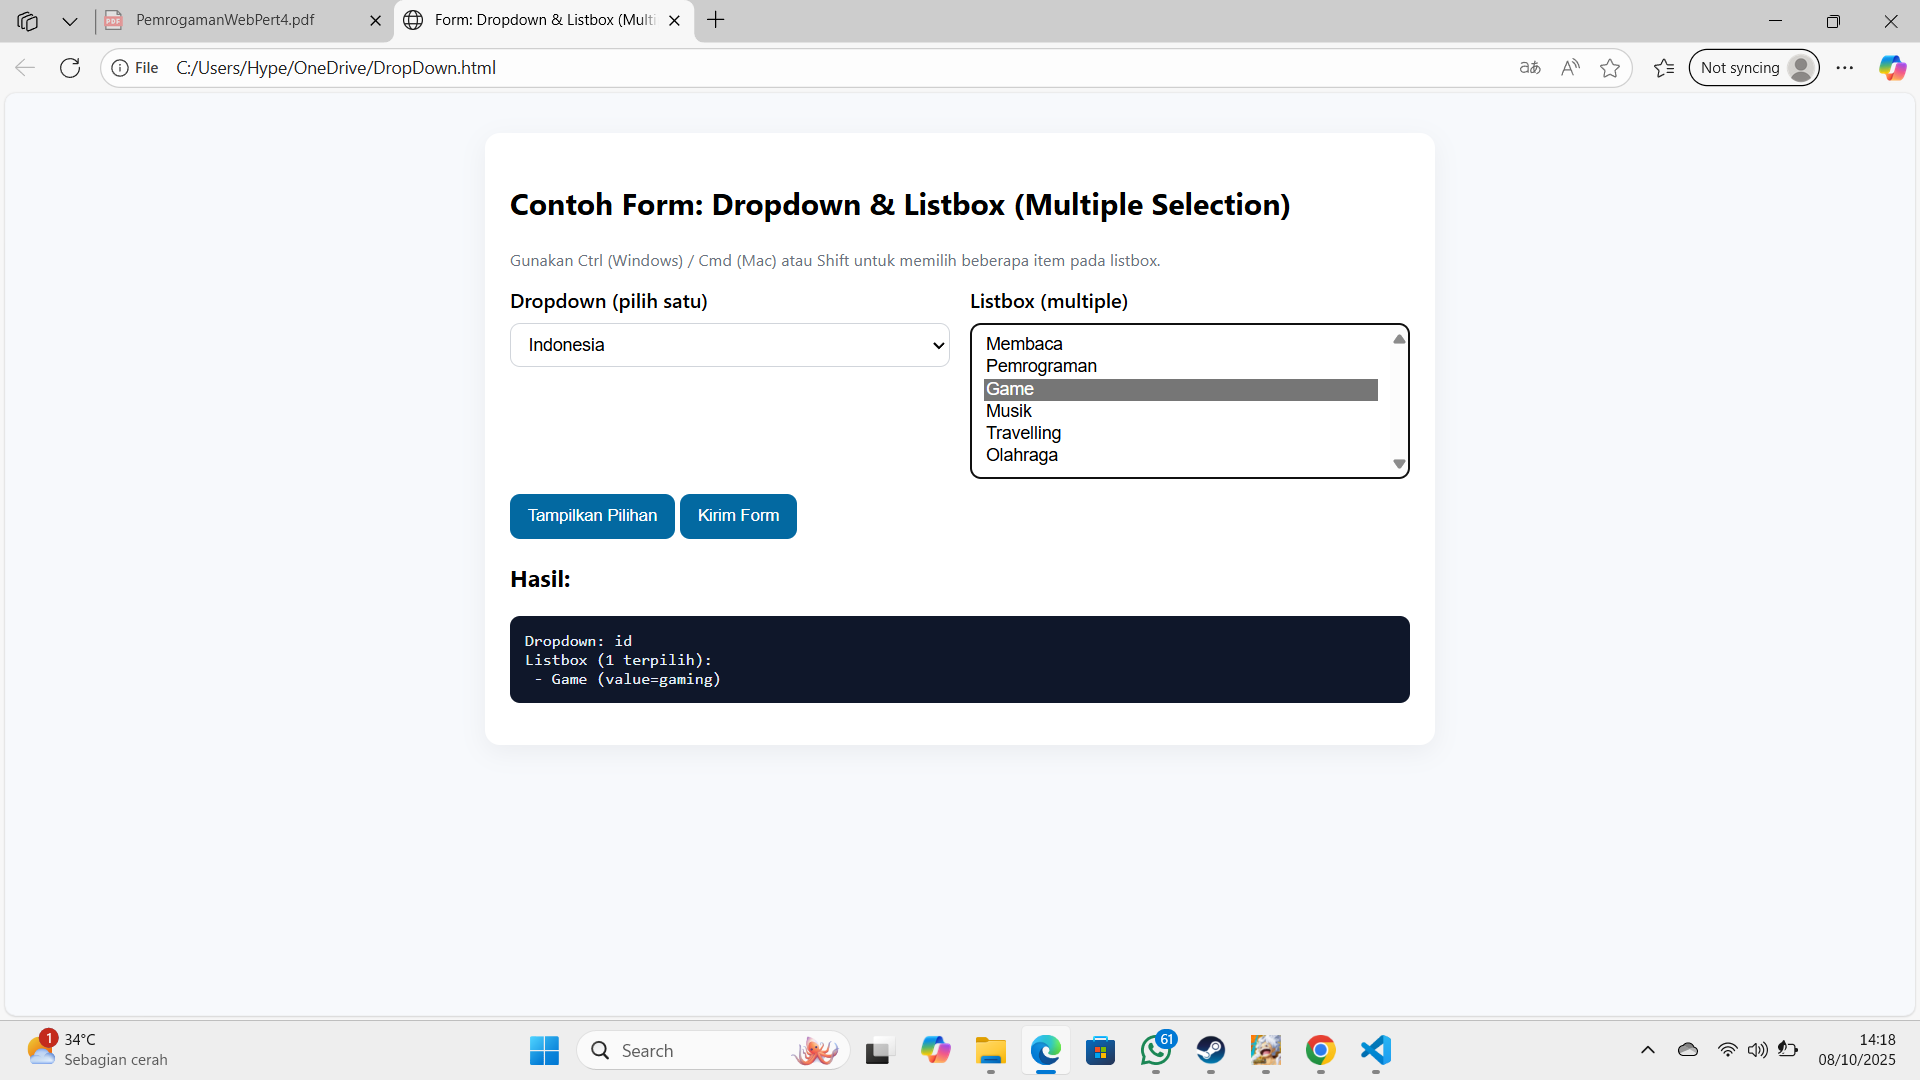 PemrogamanWebPert4.pdf
Form: Dropdown & Listbox (Multi
File
C:/Users/Hype/OneDrive/DropDown.html
Not syncing
Contoh Form: Dropdown & Listbox (Multiple Selection)
Gunakan Ctrl (Windows) / Cmd (Mac) atau Shift untuk memilih beberapa item pada listbox.
Dropdown (pilih satu)
Indonesia
Listbox (multiple)
Membaca
Pemrograman
Game
Musik
Travelling
Olahraga
Tampilkan Pilihan
Kirim Form
Hasil:
Dropdown: id
Listbox (1 terpilih):
- Game (value=gaming)
1
34°C
Sebagian cerah
Search
61
14:18
08/10/2025